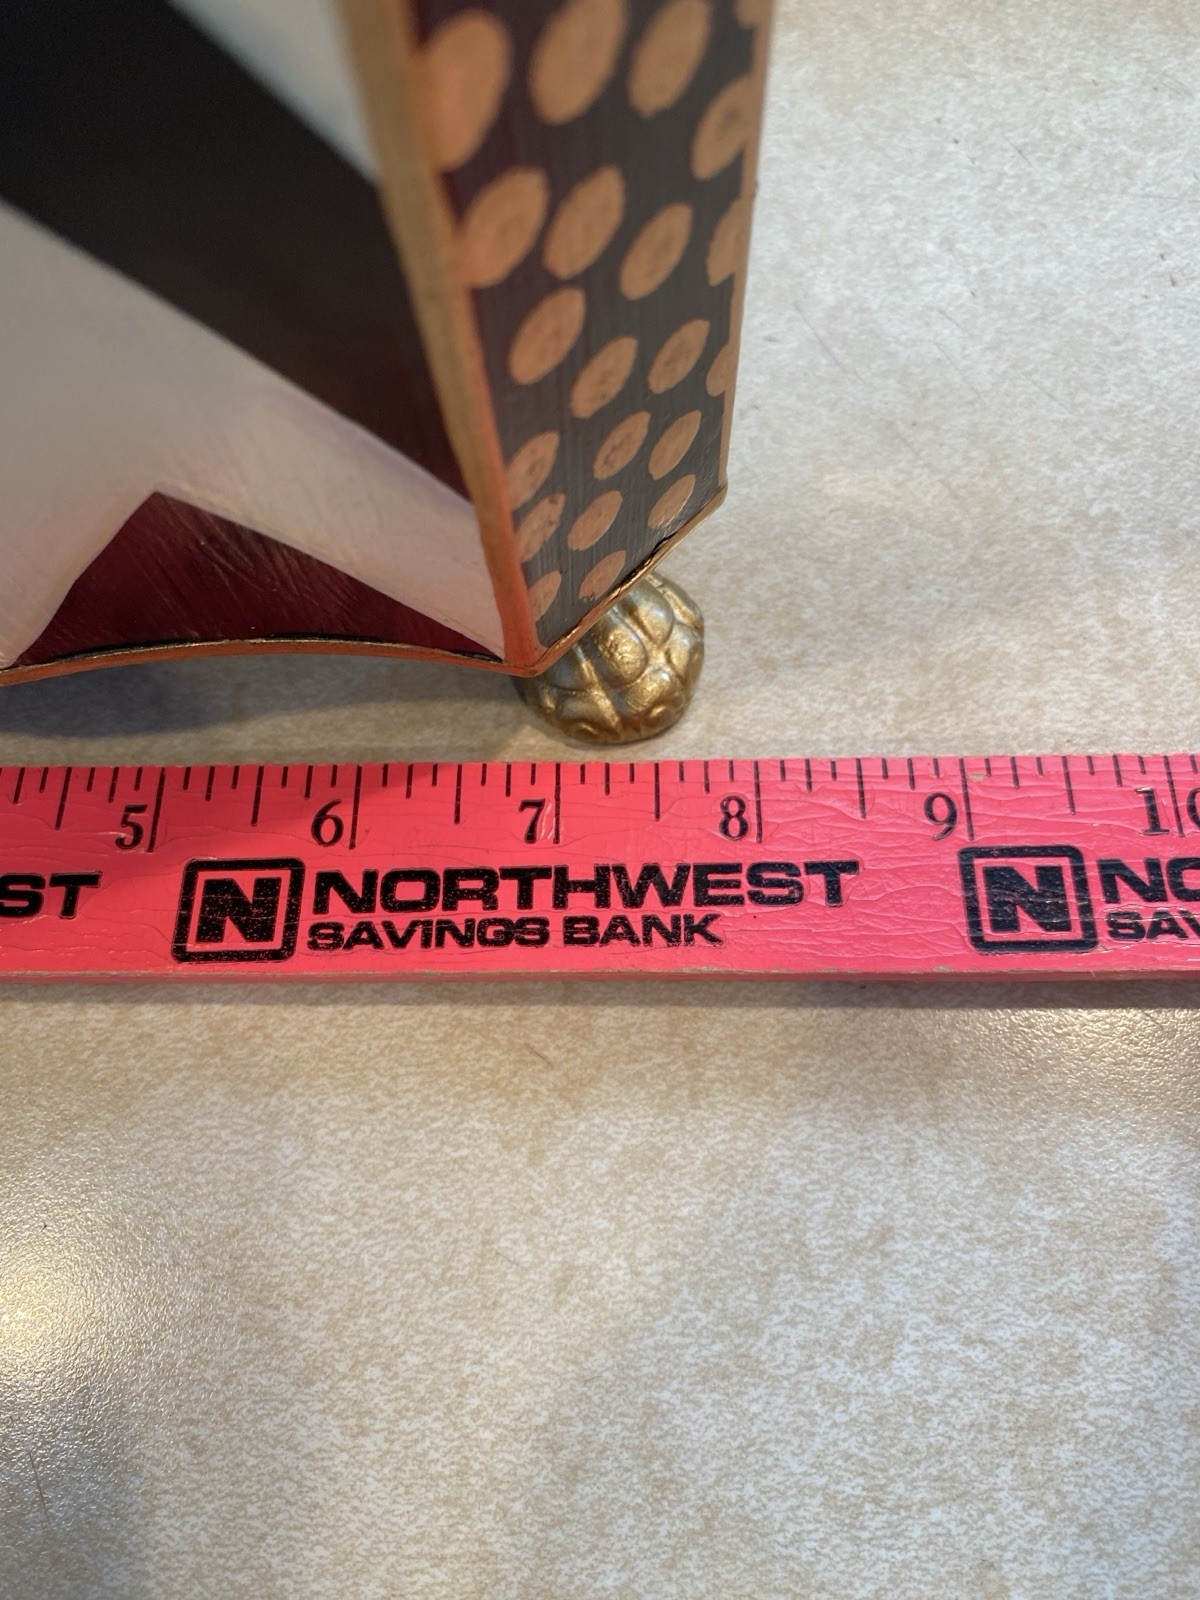 5 6 7 8 9 10
ST N NORTHWEST N NO
SAVINGS BANK SAV